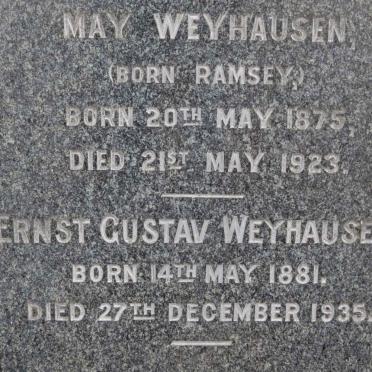 MAY WEYHAUSEN,
(BORN RAMSEY,)
BORN 20TH MAY 1875,
DIED 21ST MAY 1923.
ERNST GUSTAV WEYHAUSE
BORN 14TH MAY 1881.
DIED 27TH DECEMBER 1935.